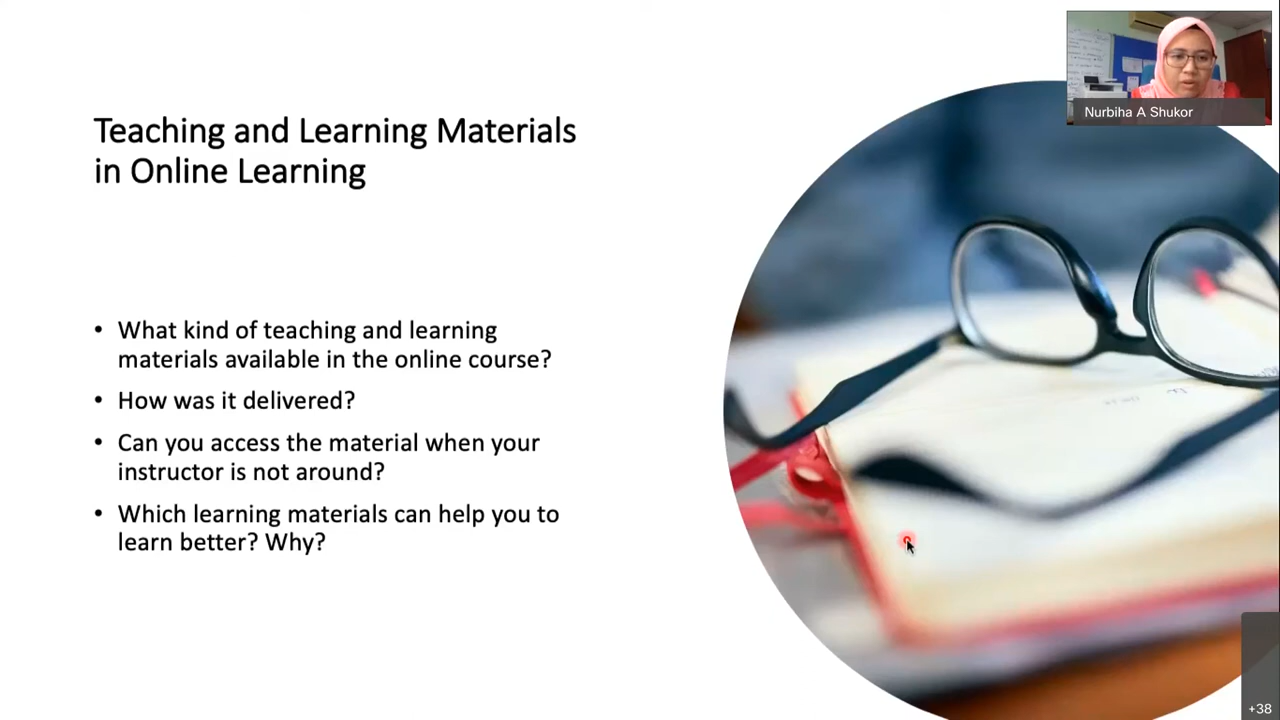 Nurbiha A Shukor
Teaching and Learning Materials
in Online Learning
• What kind of teaching and learning
materials available in the online course?
• How was it delivered?
• Can you access the material when your
instructor is not around?
• Which learning materials can help you to
learn better? Why?
+38